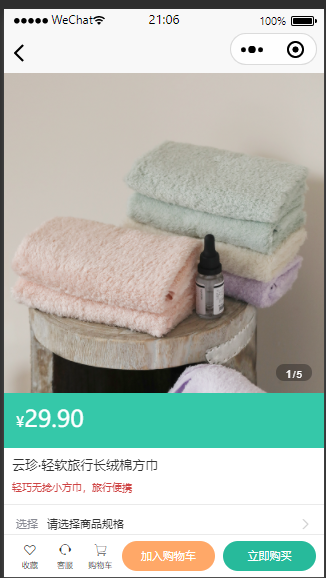 WeChat 21:06 100%
1/5
¥29.90
云珍·轻软旅行长绒棉方巾
轻巧无捻小方巾，旅行便携
选择 请选择商品规格
收藏 客服 购物车 加入购物车 立即购买